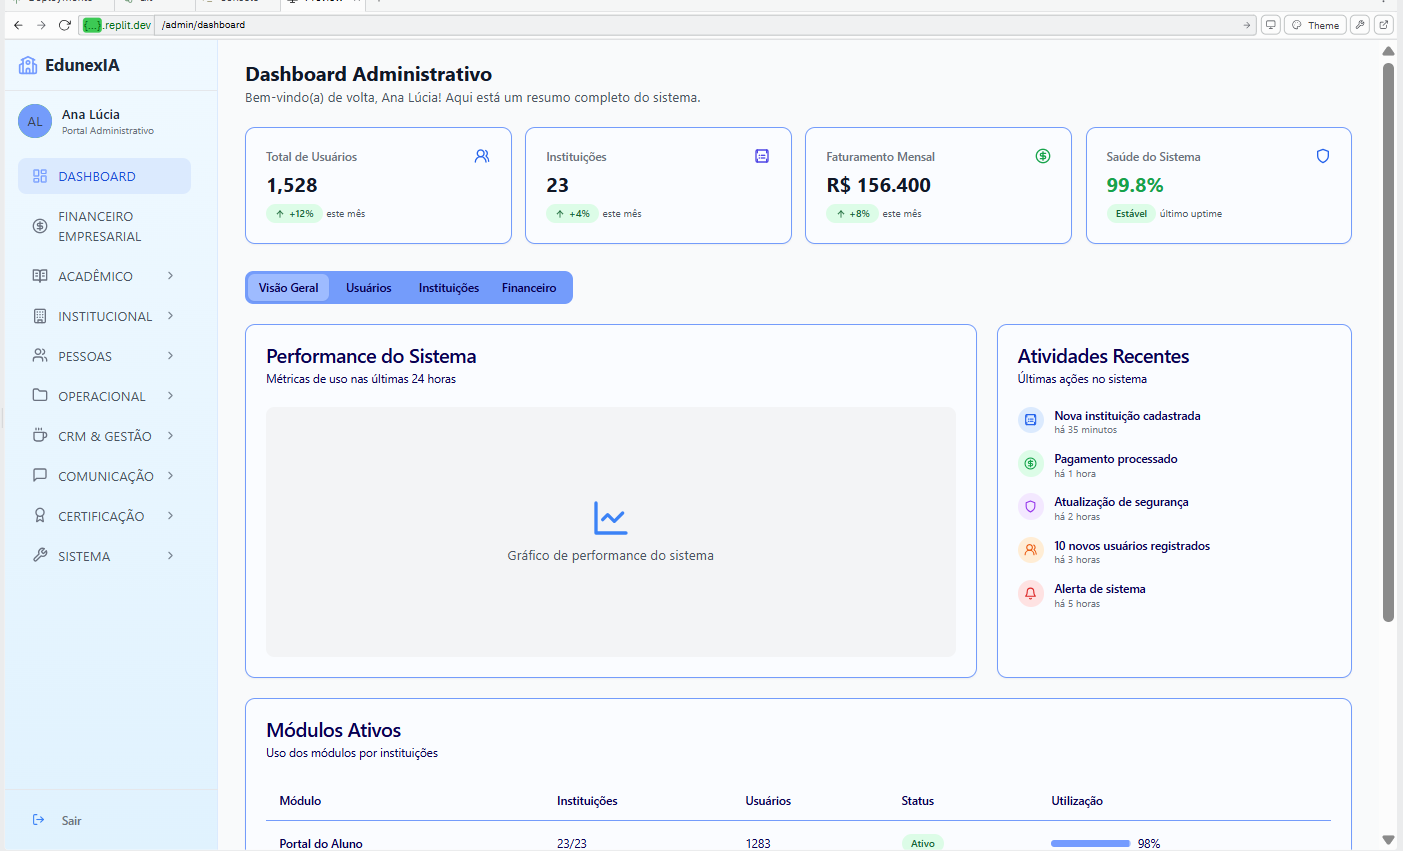 Preview
{...}.replit.dev /admin/dashboard
Theme
EdunexIA
AL
Ana Lúcia
Portal Administrativo
DASHBOARD
FINANCEIRO
EMPRESARIAL
ACADÊMICO
INSTITUCIONAL
PESSOAS
OPERACIONAL
CRM & GESTÃO
COMUNICAÇÃO
CERTIFICAÇÃO
SISTEMA
Sair
Dashboard Administrativo
Bem-vindo(a) de volta, Ana Lúcia! Aqui está um resumo completo do sistema.
Total de Usuários
1,528
+12% este mês
Instituições
23
+4% este mês
Faturamento Mensal
R$ 156.400
+8% este mês
Saúde do Sistema
99.8%
Estável último uptime
Visão Geral Usuários Instituições Financeiro
Performance do Sistema
Métricas de uso nas últimas 24 horas
Gráfico de performance do sistema
Atividades Recentes
Últimas ações no sistema
Nova instituição cadastrada
há 35 minutos
Pagamento processado
há 1 hora
Atualização de segurança
há 2 horas
10 novos usuários registrados
há 3 horas
Alerta de sistema
há 5 horas
Módulos Ativos
Uso dos módulos por instituições
Módulo Instituições Usuários Status Utilização
Portal do Aluno 23/23 1283 Ativo 98%